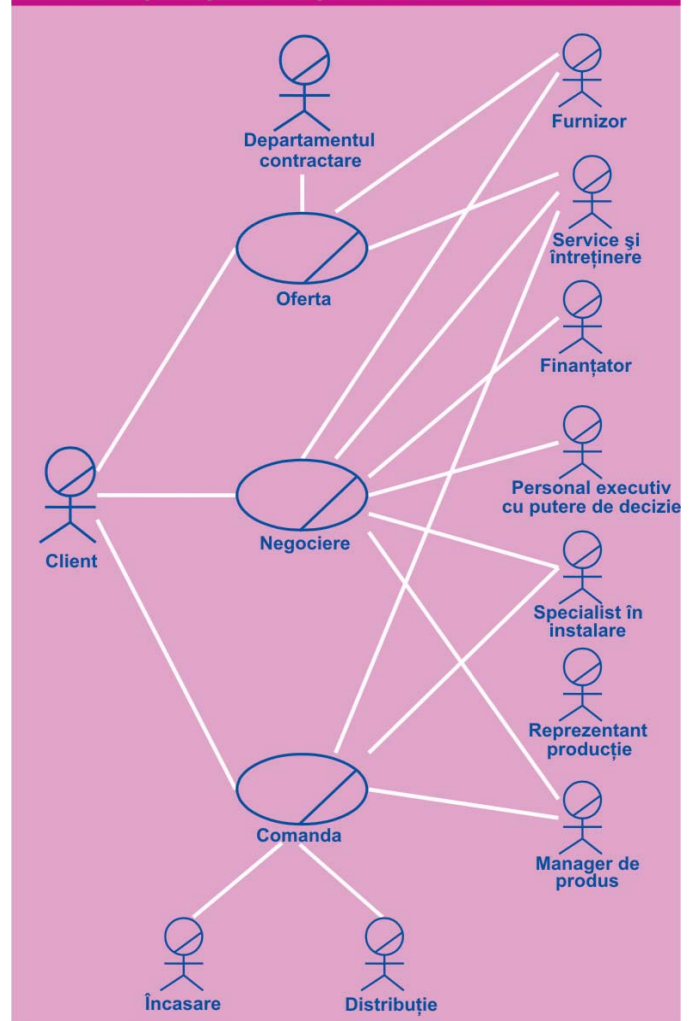 Departamentul
contractare
Furnizor
Oferta
Service şi
întreținere
Finanțator
Client
Negociere
Personal executiv
cu putere de decizie
Specialist în
instalare
Reprezentant
producție
Comanda
Manager de
produs
Încasare
Distribuție